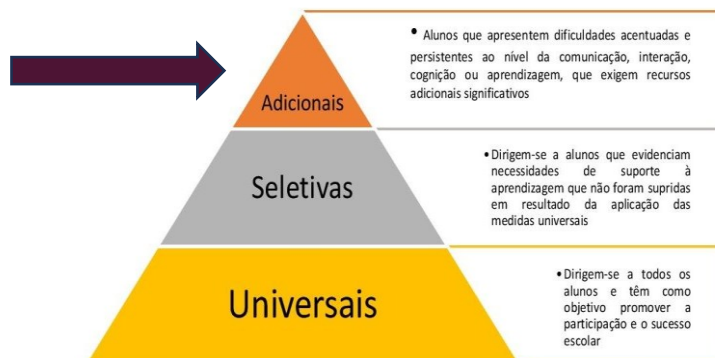 • Alunos que apresentem dificuldades acentuadas e
persistentes ao nível da comunicação, interação,
cognição ou aprendizagem, que exigem recursos
adicionais significativos
Adicionais
• Dirigem-se a alunos que evidenciam
necessidades de suporte à
aprendizagem que não foram supridas
em resultado da aplicação das
medidas universais
Seletivas
• Dirigem-se a todos os
alunos e têm como
objetivo promover a
participação e o sucesso
escolar
Universais